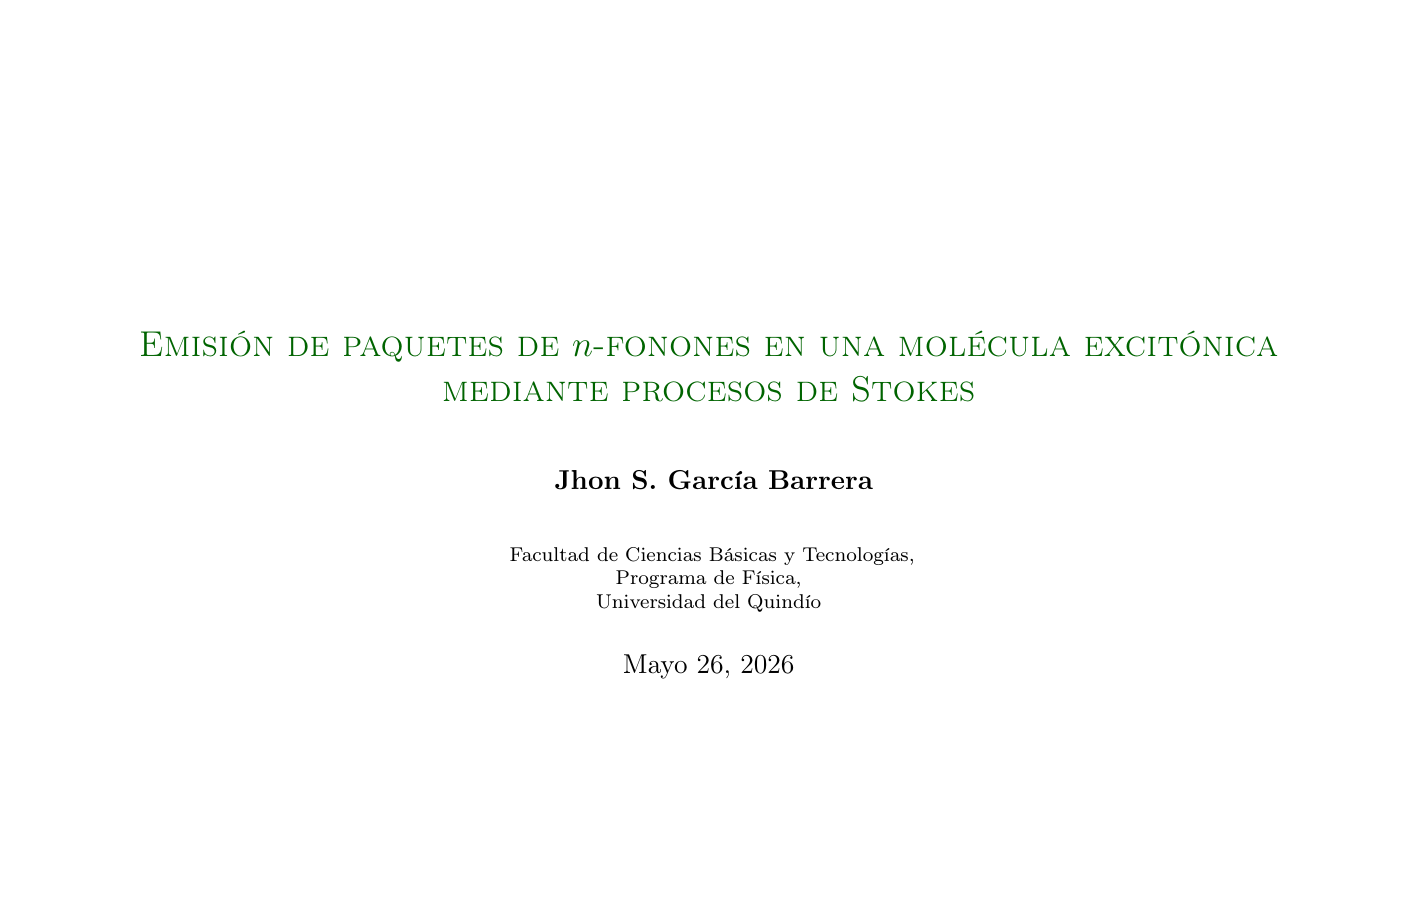 Emisión de paquetes de n-fonones en una molécula excitónica
mediante procesos de Stokes
Jhon S. García Barrera
Facultad de Ciencias Básicas y Tecnologías,
Programa de Física,
Universidad del Quindío
Mayo 26, 2026